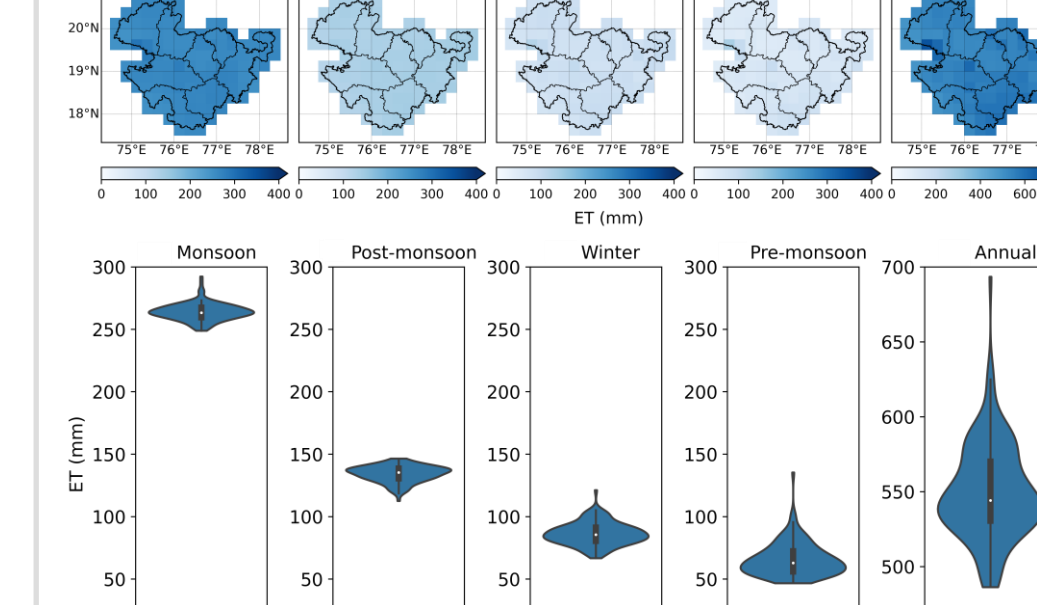 20°N
19°N
18°N
75°E 76°E 77°E 78°E 75°E 76°E 77°E 78°E 75°E 76°E 77°E 78°E 75°E 76°E 77°E 78°E 75°E 76°E 77°E
0 100 200 300 400 0 100 200 300 400 0 100 200 300 400 0 100 200 300 400 0 200 400 600
ET (mm)
Monsoon Post-monsoon Winter Pre-monsoon Annual
300 300 300 300 700
250 250 250 250 650
200 200 200 200 600
150 150 150 150 550
100 100 100 100 500
50 50 50 50
ET (mm)